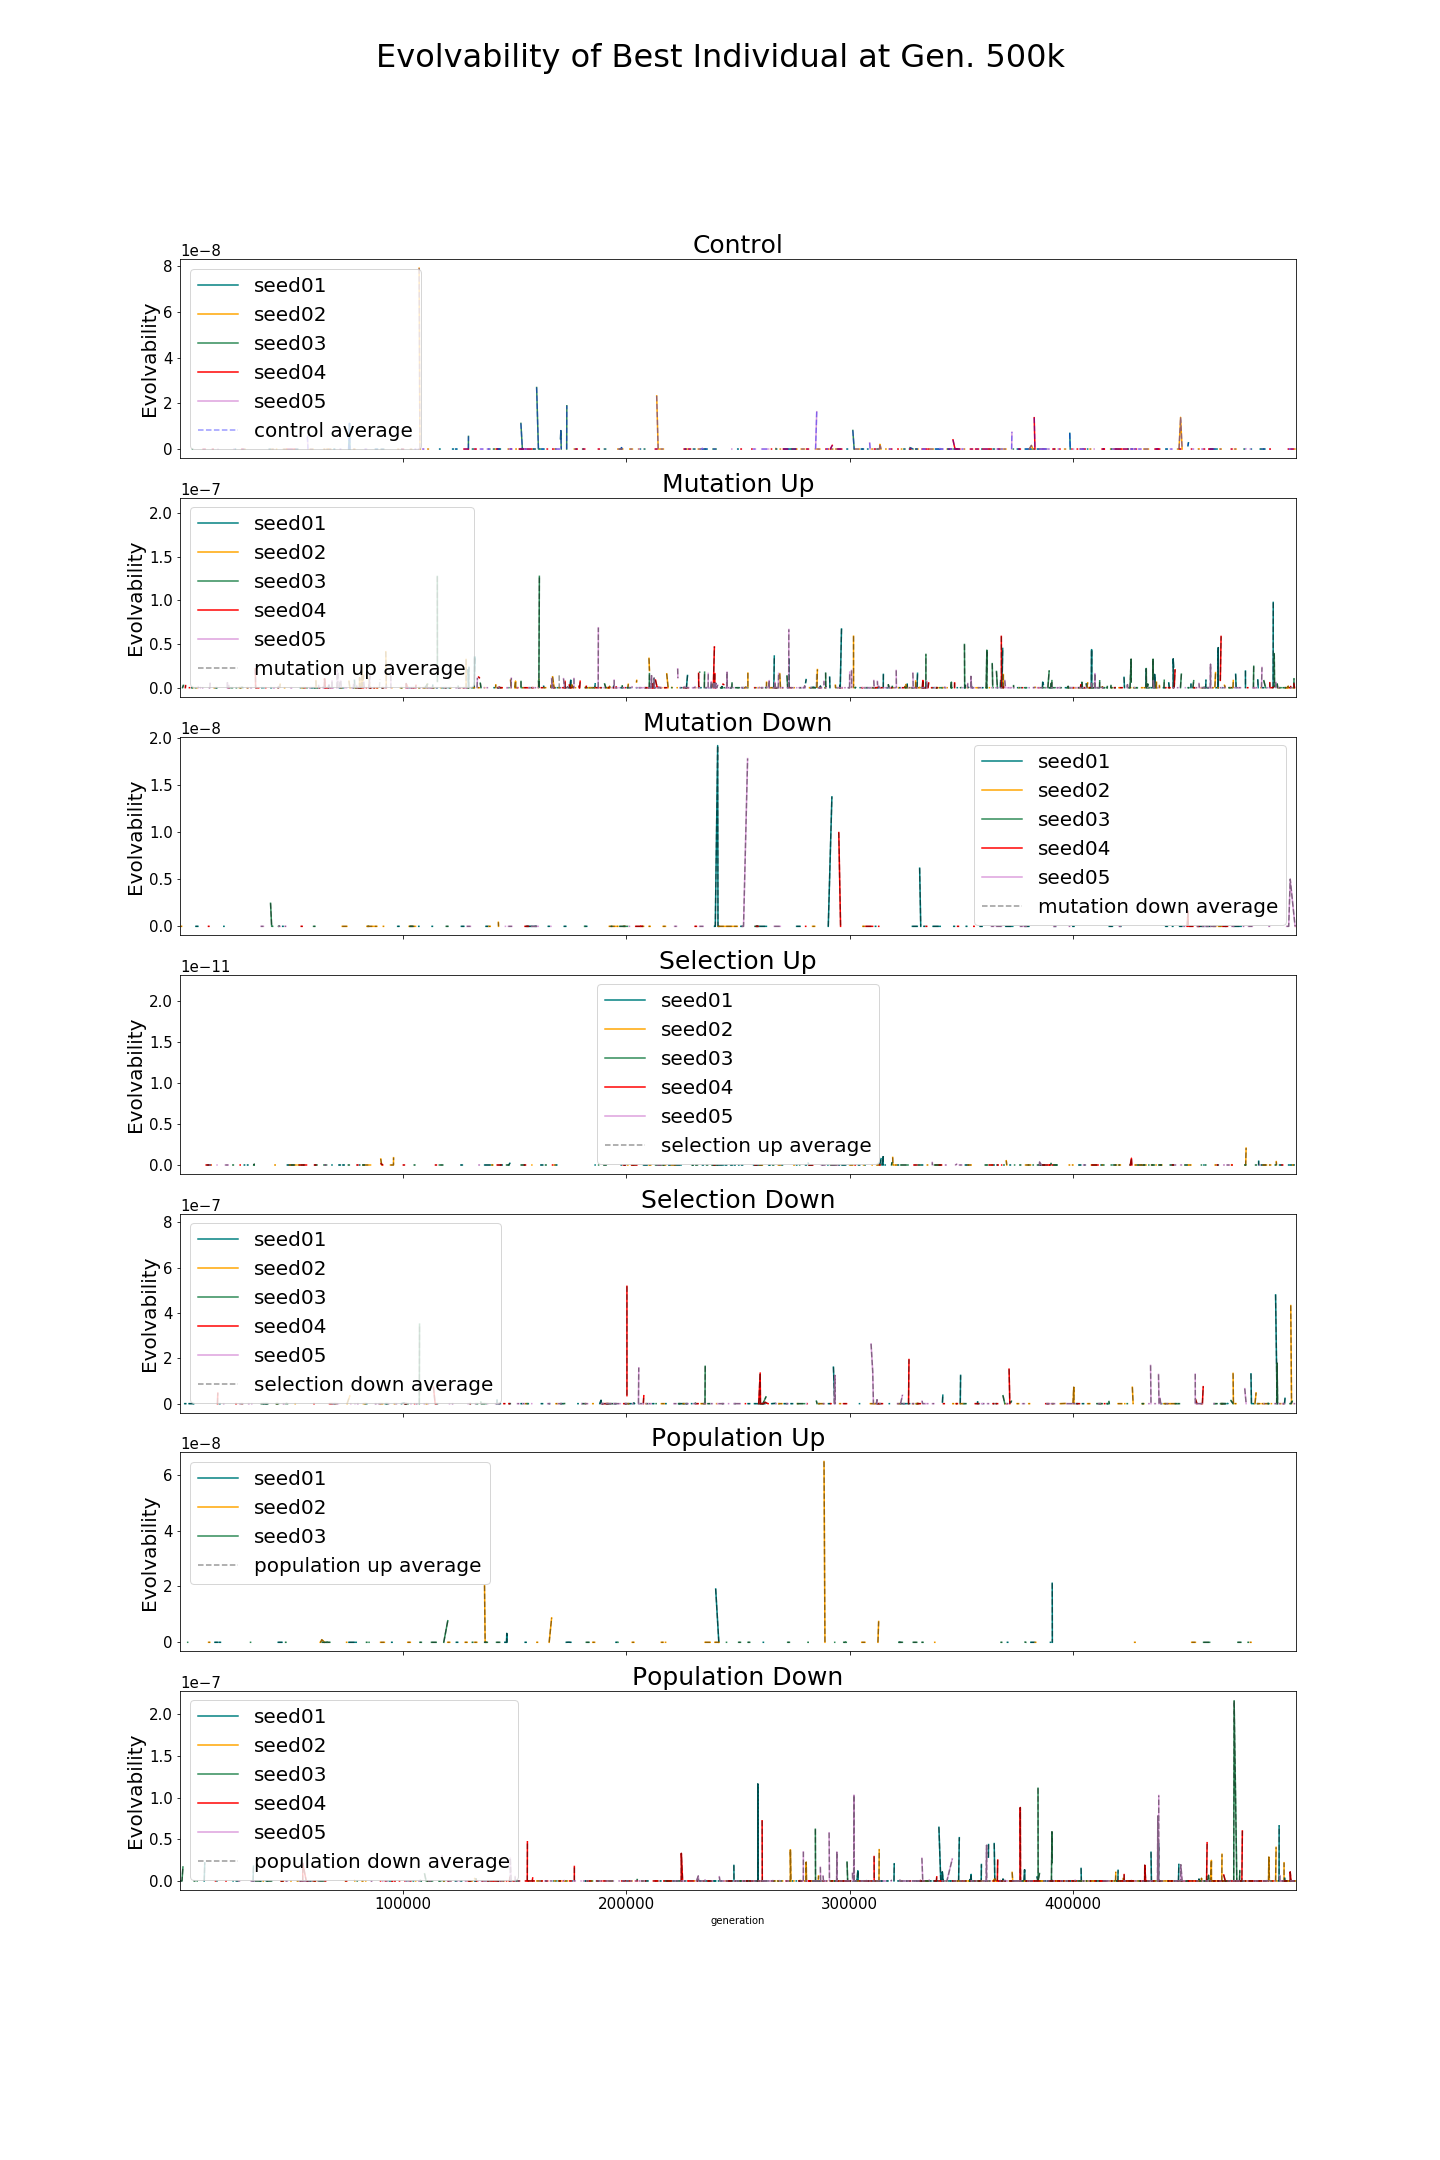 Evolvability of Best Individual at Gen. 500k
Control
1e−8
8
6
4
2
0
Evolvability
seed01
seed02
seed03
seed04
seed05
control average
Mutation Up
1e−7
2.0
1.5
1.0
0.5
0.0
Evolvability
seed01
seed02
seed03
seed04
seed05
mutation up average
Mutation Down
1e−8
2.0
1.5
1.0
0.5
0.0
Evolvability
seed01
seed02
seed03
seed04
seed05
mutation down average
Selection Up
1e−11
2.0
1.5
1.0
0.5
0.0
Evolvability
seed01
seed02
seed03
seed04
seed05
selection up average
Selection Down
1e−7
8
6
4
2
0
Evolvability
seed01
seed02
seed03
seed04
seed05
selection down average
Population Up
1e−8
6
4
2
0
Evolvability
seed01
seed02
seed03
population up average
Population Down
1e−7
2.0
1.5
1.0
0.5
0.0
Evolvability
seed01
seed02
seed03
seed04
seed05
population down average
100000 200000 300000 400000
generation